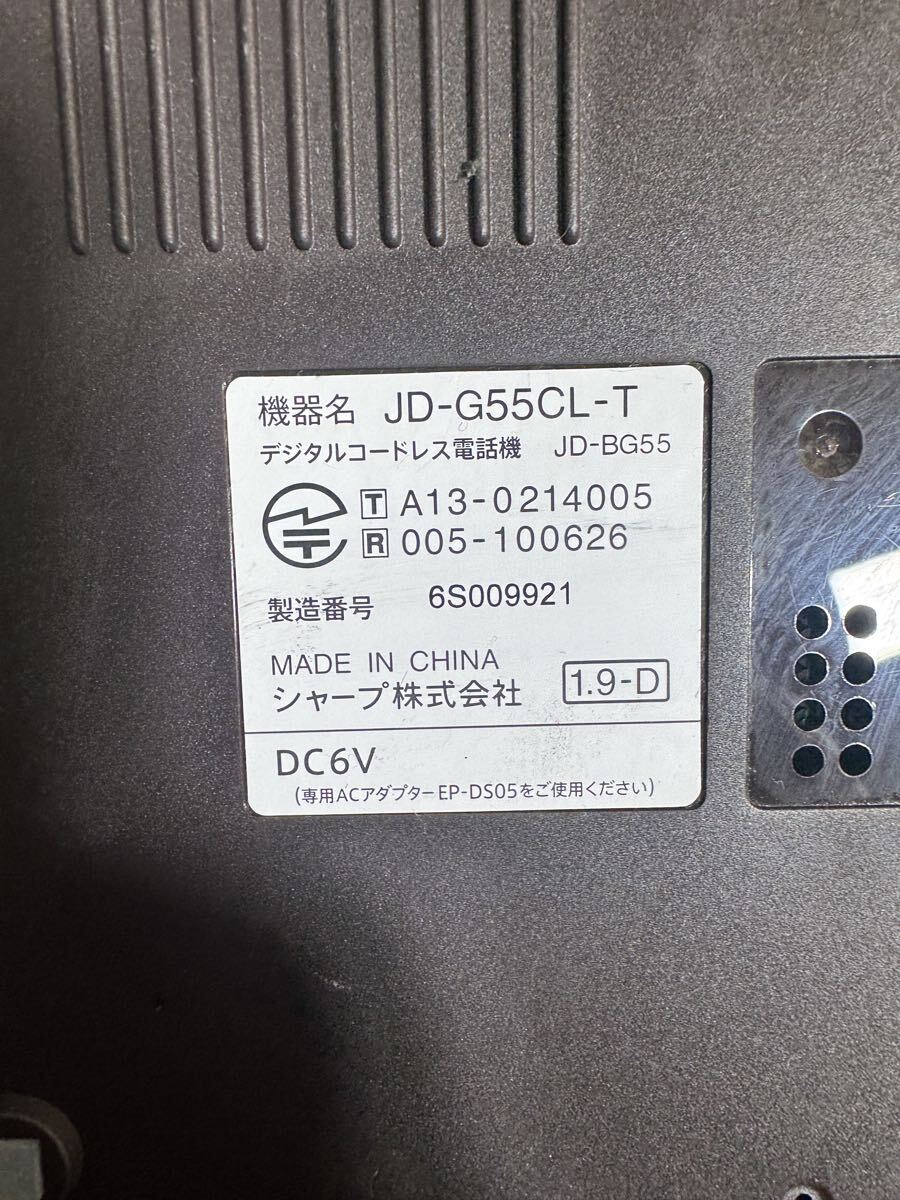 機器名 JD-G55CL-T
デジタルコードレス電話機 JD-BG55
T A13-0214005
R 005-100626
製造番号 6S009921
MADE IN CHINA
シャープ株式会社 1.9-D
DC6V
(専用ACアダプターEP-DS05をご使用ください)